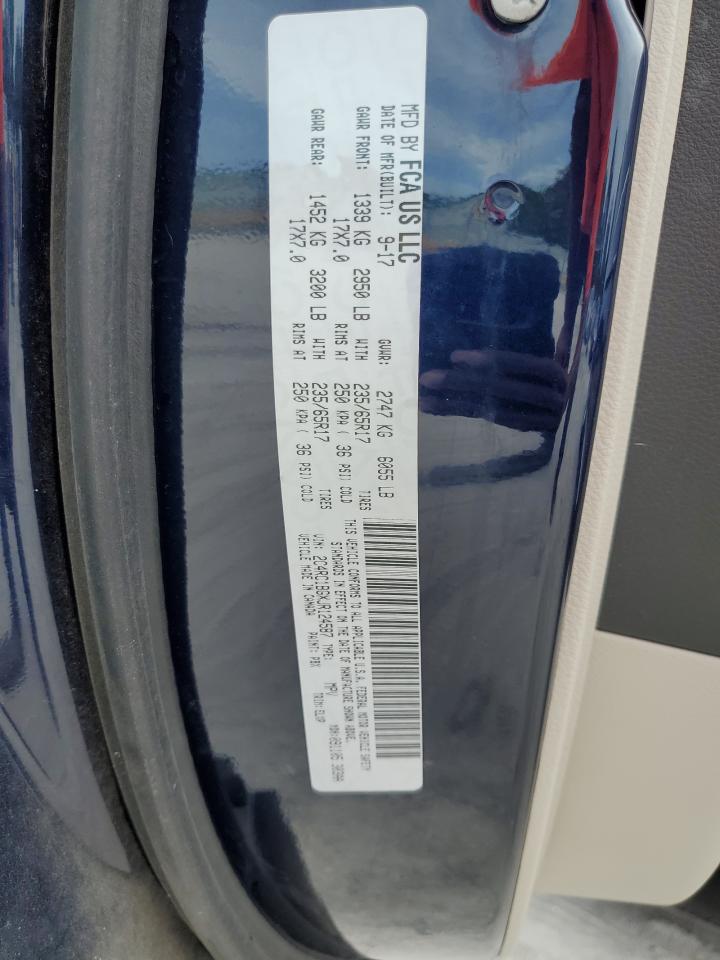 MFD BY FCA US LLC
DATE OF MFR(BUILT): 9-17 GVWR: 2747 KG 6055 LB
GAWR FRONT: 1339 KG 2950 LB WITH 235/65R17 TIRES
17X7.0 RIMS AT 250 KPA ( 36 PSI) COLD
GAWR REAR: 1452 KG 3200 LB WITH 235/65R17 TIRES
17X7.0 RIMS AT 250 KPA ( 36 PSI) COLD
THIS VEHICLE CONFORMS TO ALL APPLICABLE U.S.A. FEDERAL MOTOR VEHICLE SAFETY
STANDARDS IN EFFECT ON THE DATE OF MANUFACTURE SHOWN ABOVE.
VIN: 2C4RC1BGXJR124587 TYPE: MPV
VEHICLE MADE IN CANADA PAINT: PBX TRIM: